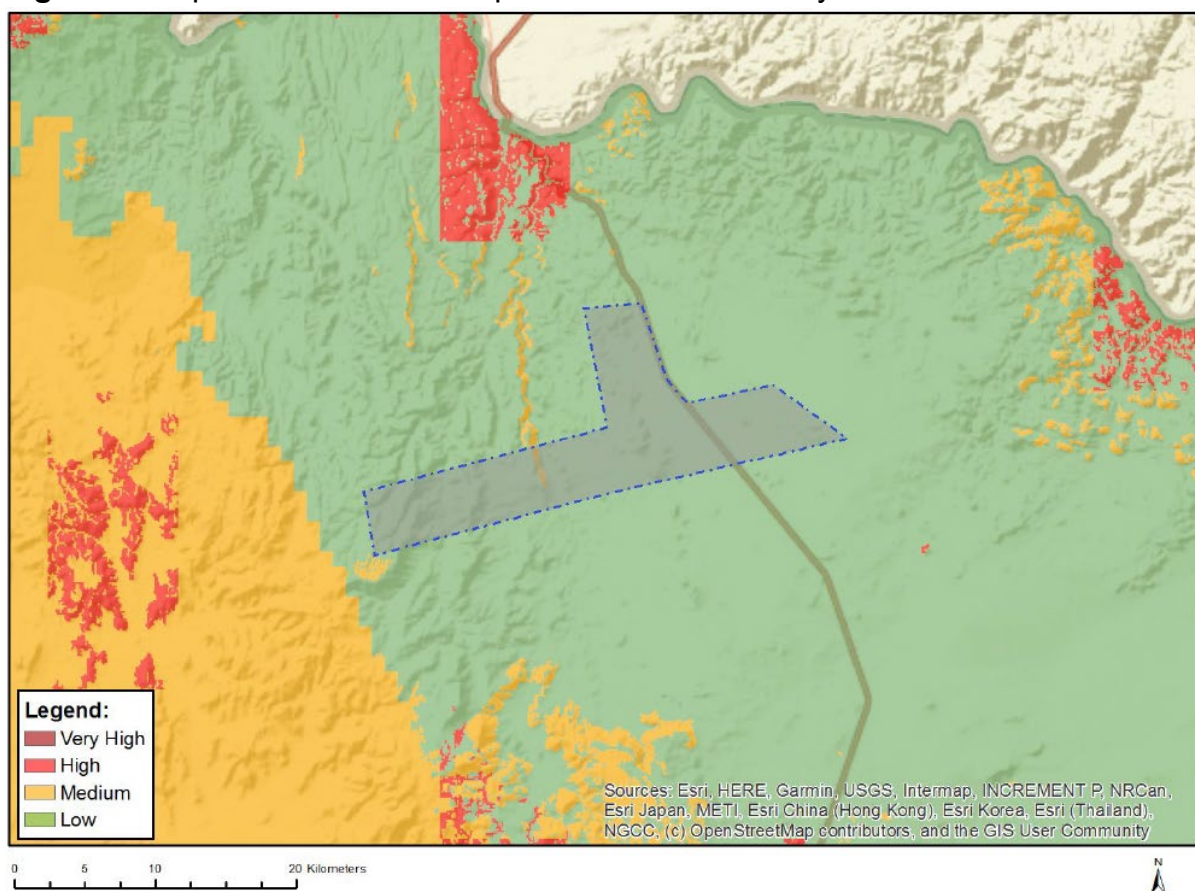 Legend:
Very High
High
Medium
Low
Sources: Esri, HERE, Garmin, USGS, Intermap, INCREMENT P, NRCan,
Esri Japan, METI, Esri China (Hong Kong), Esri Korea, Esri (Thailand),
NGCC, (c) OpenStreetMap contributors, and the GIS User Community
0 5 10 20 Kilometers
N